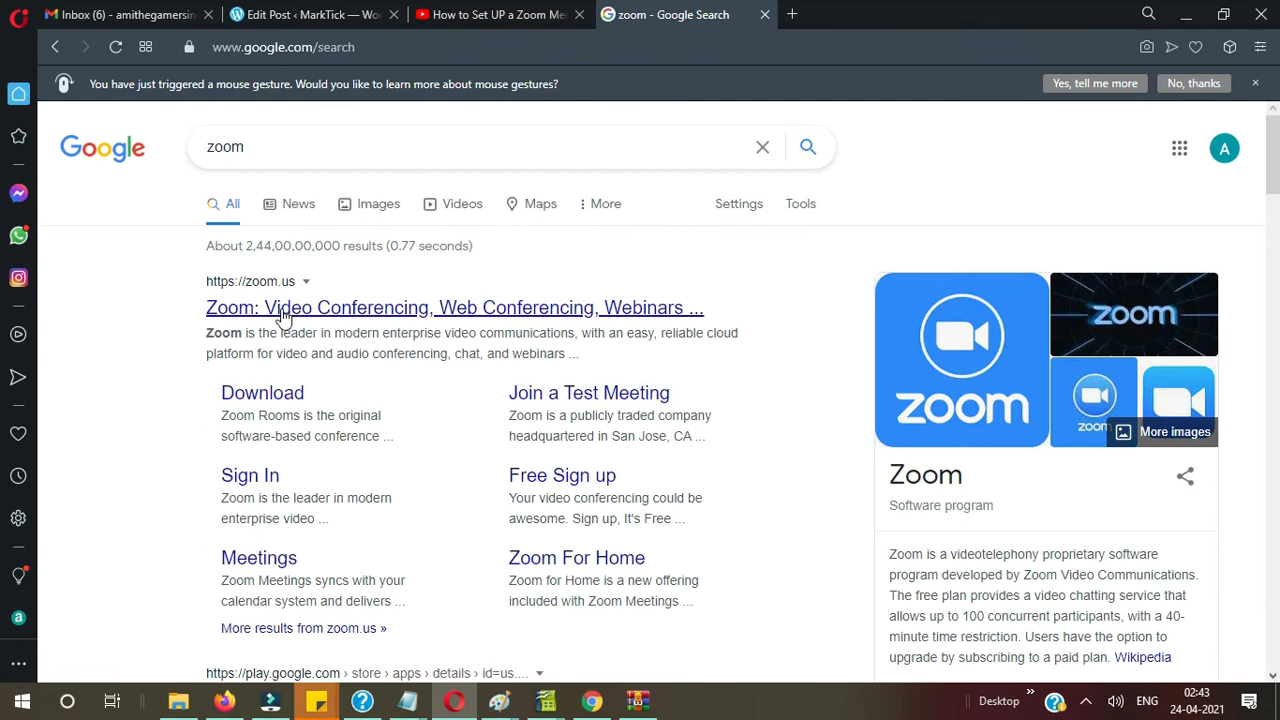 Inbox (6) - amithegamersin
Edit Post ‹ MarkTick — Wo
How to Set UP a Zoom Me
zoom - Google Search
www.google.com/search
You have just triggered a mouse gesture. Would you like to learn more about mouse gestures?
Yes, tell me more
No, thanks
Google
zoom
A
All
News
Images
Videos
Maps
More
Settings
Tools
About 2,44,00,00,000 results (0.77 seconds)
https://zoom.us
Zoom: Video Conferencing, Web Conferencing, Webinars ...
Zoom is the leader in modern enterprise video communications, with an easy, reliable cloud
platform for video and audio conferencing, chat, and webinars ...
Download
Zoom Rooms is the original
software-based conference ...
Join a Test Meeting
Zoom is a publicly traded company
headquartered in San Jose, CA ...
Sign In
Zoom is the leader in modern
enterprise video ...
Free Sign up
Your video conferencing could be
awesome. Sign up, It's Free ...
Meetings
Zoom Meetings syncs with your
calendar system and delivers ...
Zoom For Home
Zoom for Home is a new offering
included with Zoom Meetings ...
More results from zoom.us »
https://play.google.com › store › apps › details › id=us....
zoom
zoom
zoom
More images
Zoom
Software program
Zoom is a videotelephony proprietary software
program developed by Zoom Video Communications.
The free plan provides a video chatting service that
allows up to 100 concurrent participants, with a 40-
minute time restriction. Users have the option to
upgrade by subscribing to a paid plan. Wikipedia
a
Desktop
»
ENG
02:43
24-04-2021